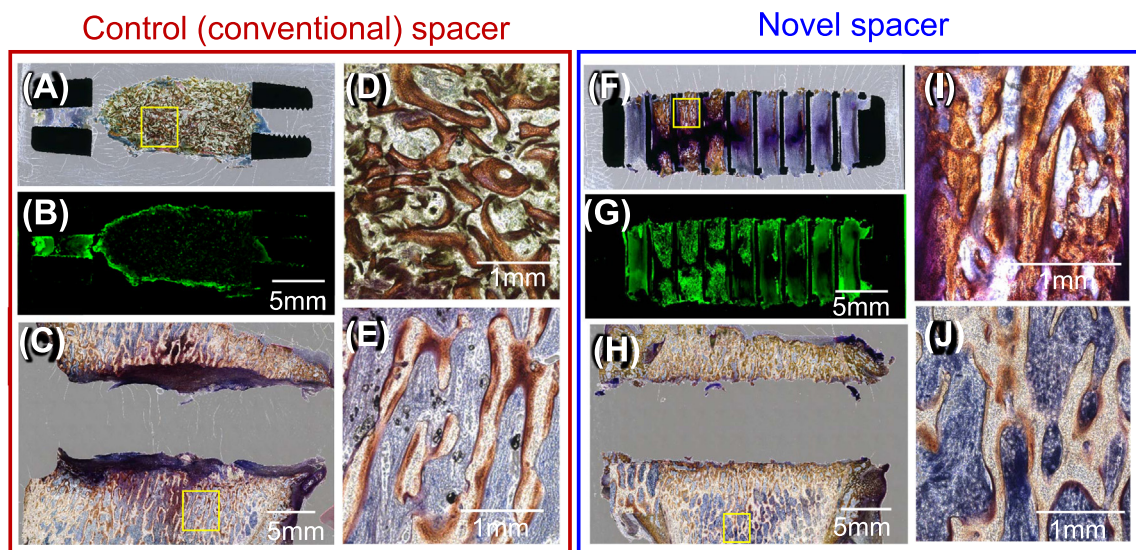 Control (conventional) spacer
Novel spacer
(A)
(D)
(F)
(I)
(B)
5mm
1mm
(G)
5mm
1mm
(C)
5mm
(E)
1mm
(H)
5mm
(J)
1mm